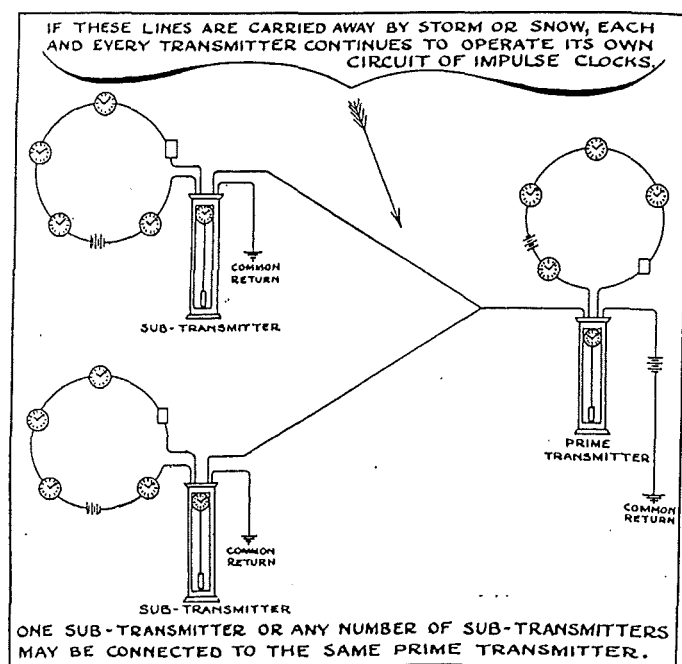 IF THESE LINES ARE CARRIED AWAY BY STORM OR SNOW, EACH
AND EVERY TRANSMITTER CONTINUES TO OPERATE ITS OWN
CIRCUIT OF IMPULSE CLOCKS.
COMMON
RETURN
SUB-TRANSMITTER
PRIME
TRANSMITTER
COMMON
RETURN
COMMON
RETURN
SUB-TRANSMITTER
ONE SUB-TRANSMITTER OR ANY NUMBER OF SUB-TRANSMITTERS
MAY BE CONNECTED TO THE SAME PRIME TRANSMITTER.